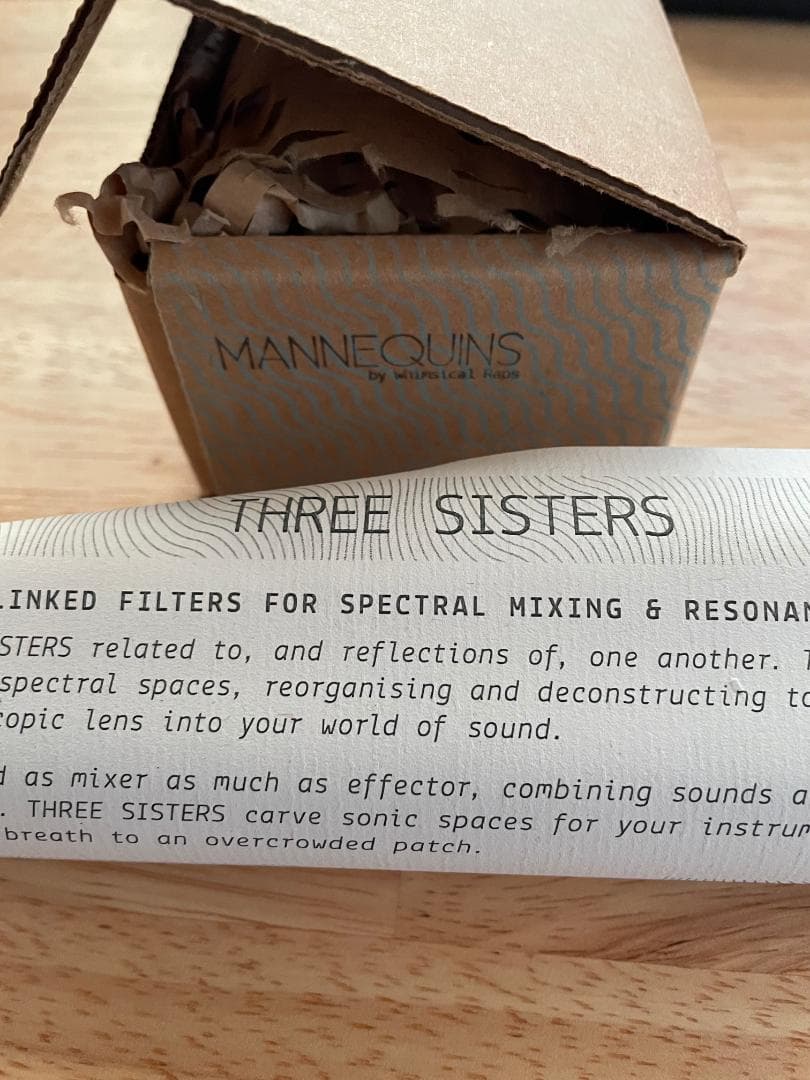 MANNEQUINS
by Whimsical Raps
THREE SISTERS
LINKED FILTERS FOR SPECTRAL MIXING & RESONAN
STERS related to, and reflections of, one another. T
spectral spaces, reorganising and deconstructing to
copic lens into your world of sound.
d as mixer as much as effector, combining sounds a
. THREE SISTERS carve sonic spaces for your instrum
breath to an overcrowded patch.